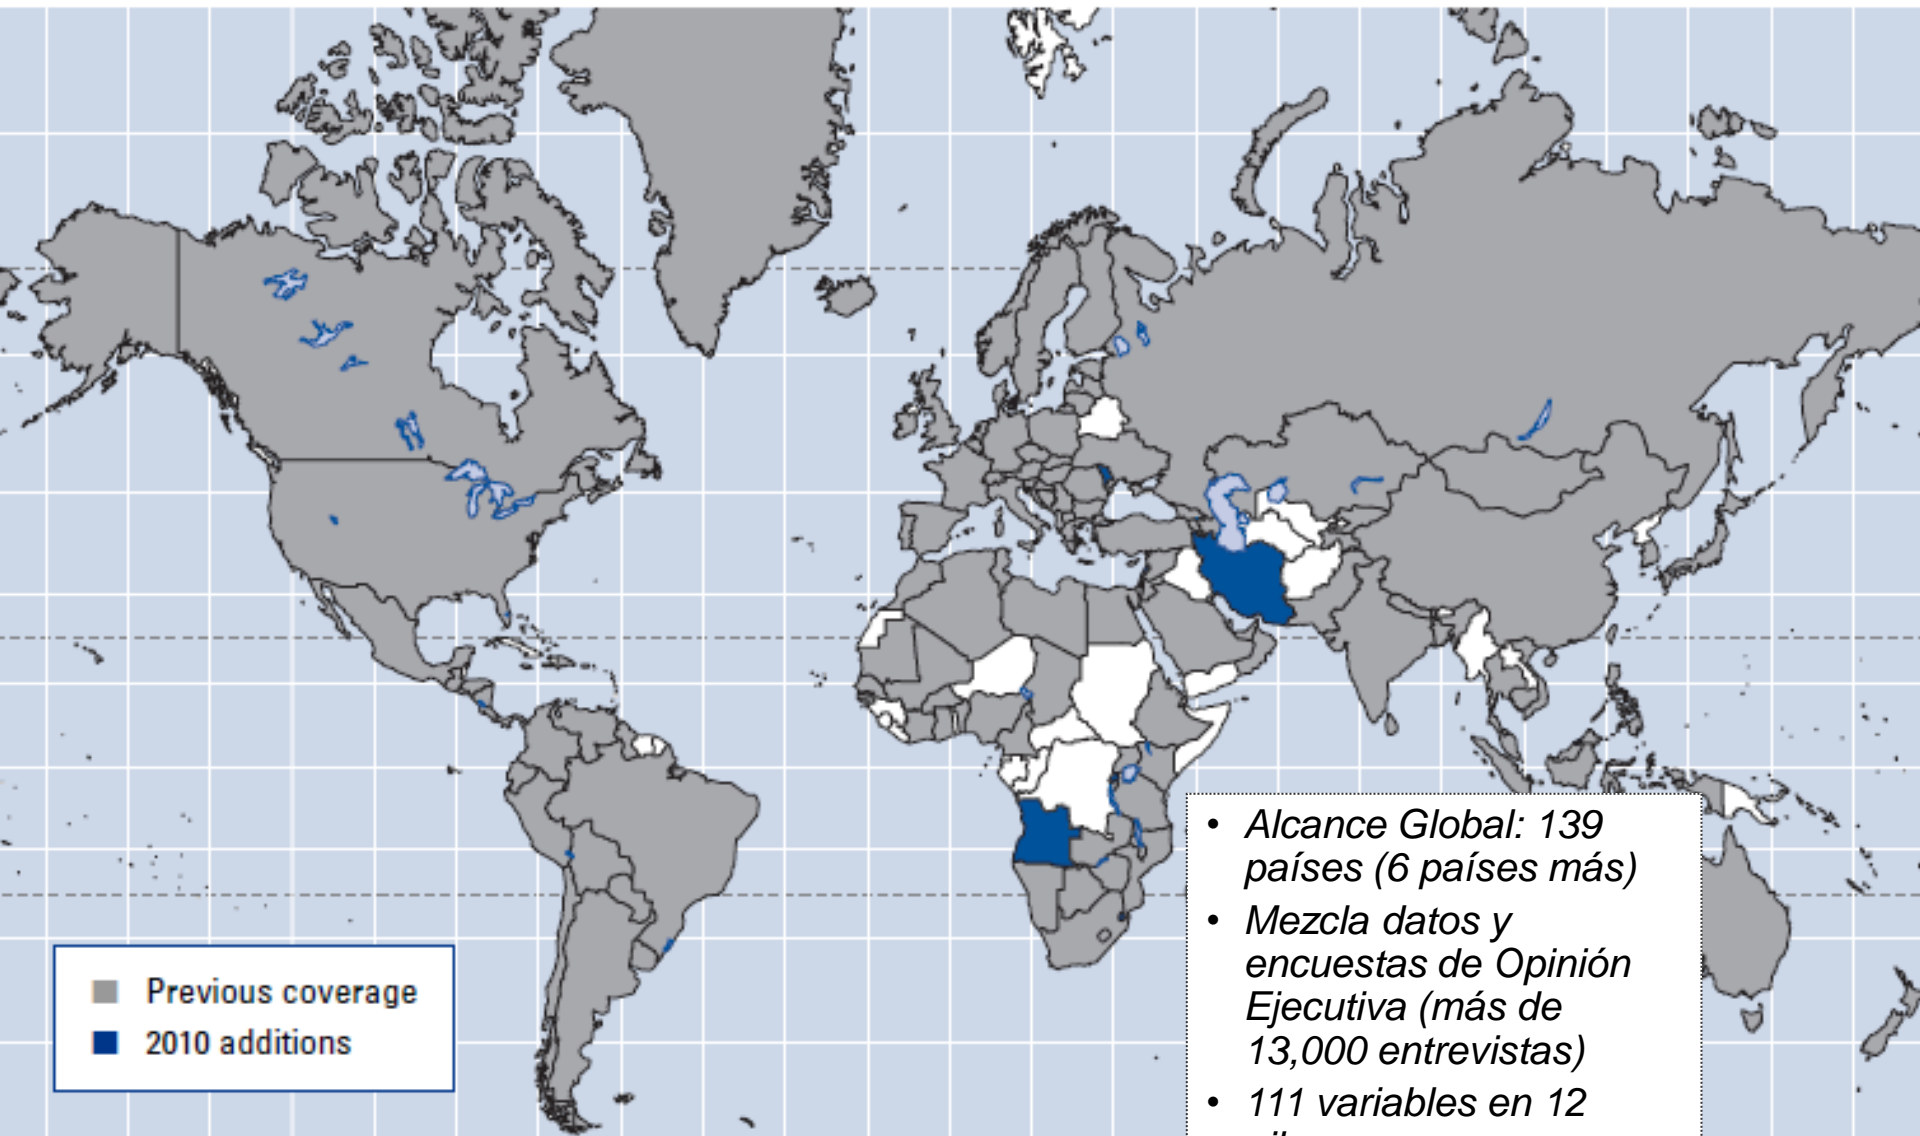 Previous coverage
2010 additions
• Alcance Global: 139
países (6 países más)
• Mezcla datos y
encuestas de Opinión
Ejecutiva (más de
13,000 entrevistas)
• 111 variables en 12